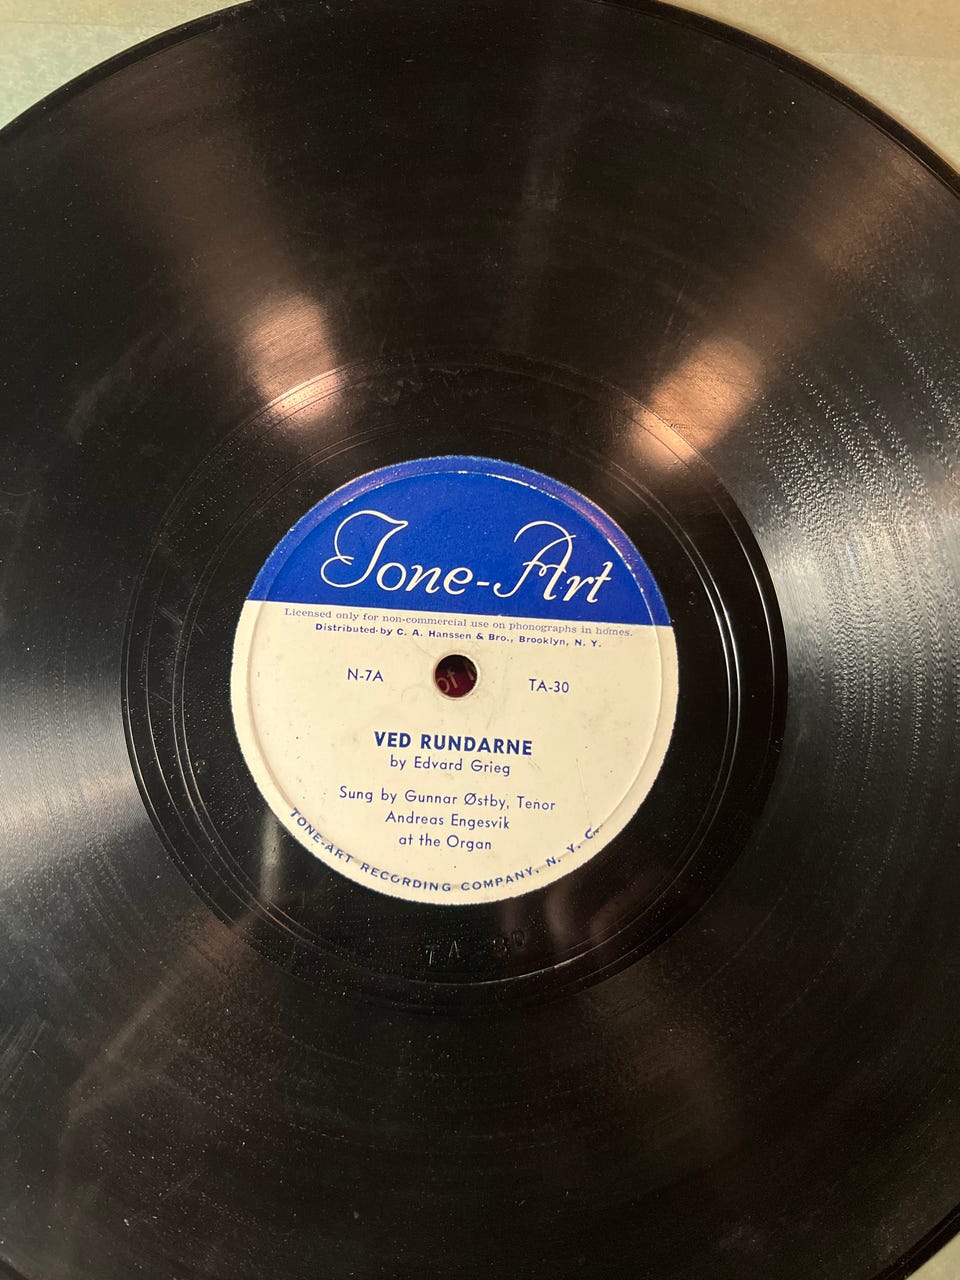 Tone-Art
Licensed only for non-commercial use on phonographs in homes.
Distributed by C. A. Hanssen & Bro., Brooklyn, N. Y.
N-7A TA-30
of
VED RUNDARNE
by Edvard Grieg
Sung by Gunnar Østby, Tenor
Andreas Engesvik
at the Organ
TONE-ART RECORDING COMPANY, N. Y. C.
TA